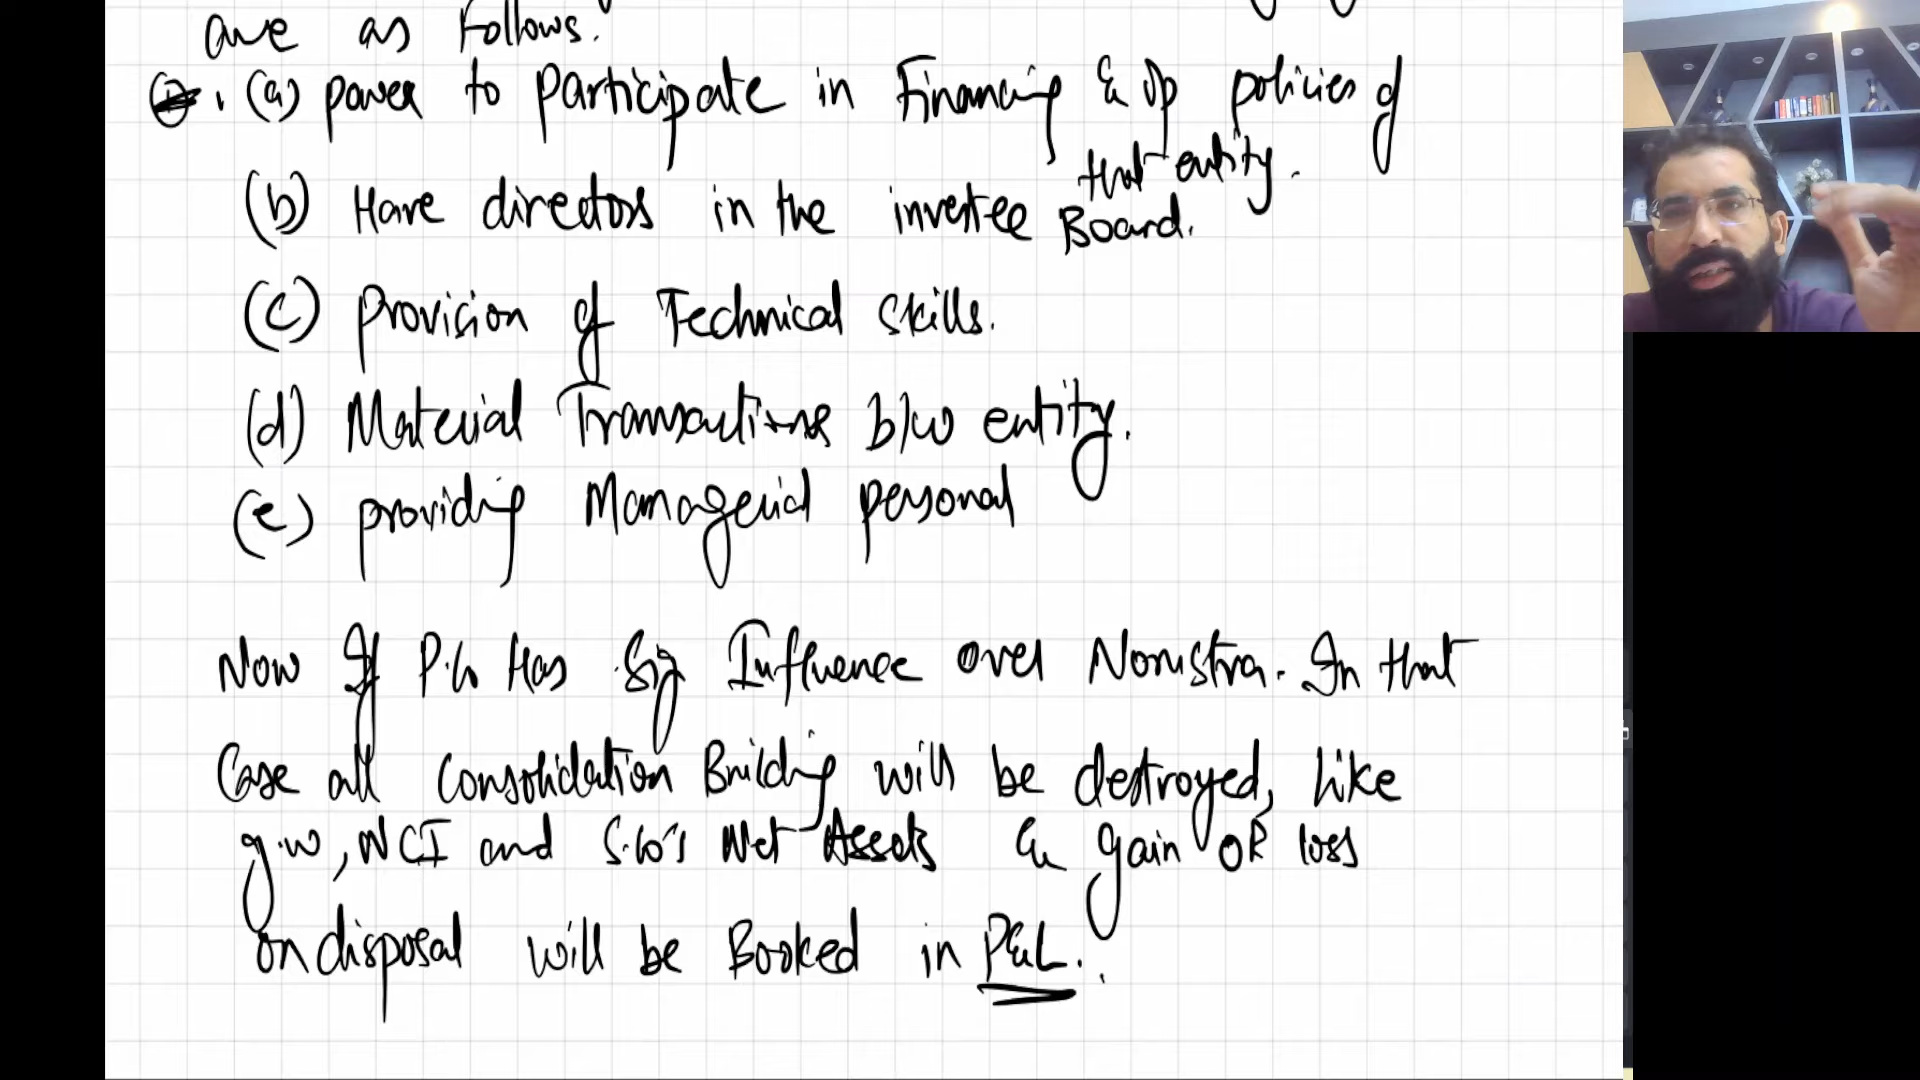 are as follows.
(a) power to participate in Financing & op policies of
that entity.
(b) Have directors in the investee Board.
(c) Provision of Technical Skills.
(d) Material Transactions b/w entity.
(e) providing Managerial personal
Now If P.Co Has Sig Influence over Norustra. In that
Case all Consolidation Building will be destroyed, like
g.w, NCI and S.Co's Net Assets & gain OR loss
on disposal will be Booked in P&L.